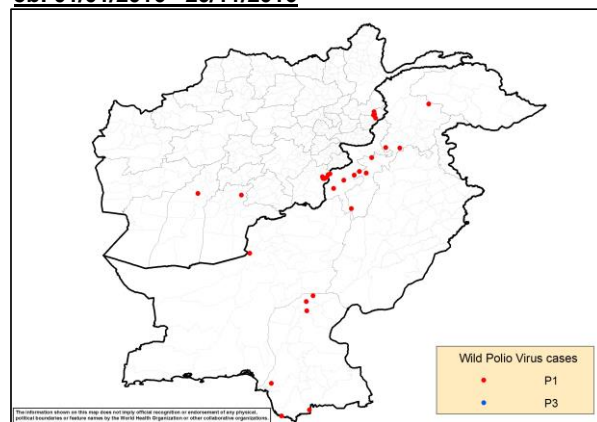 Wild Polio Virus cases
P1
P3
The information shown on this map does not imply official recognition or endorsement of any physical,
political boundaries or feature names by the World Health Organization or other collaborative organizations.